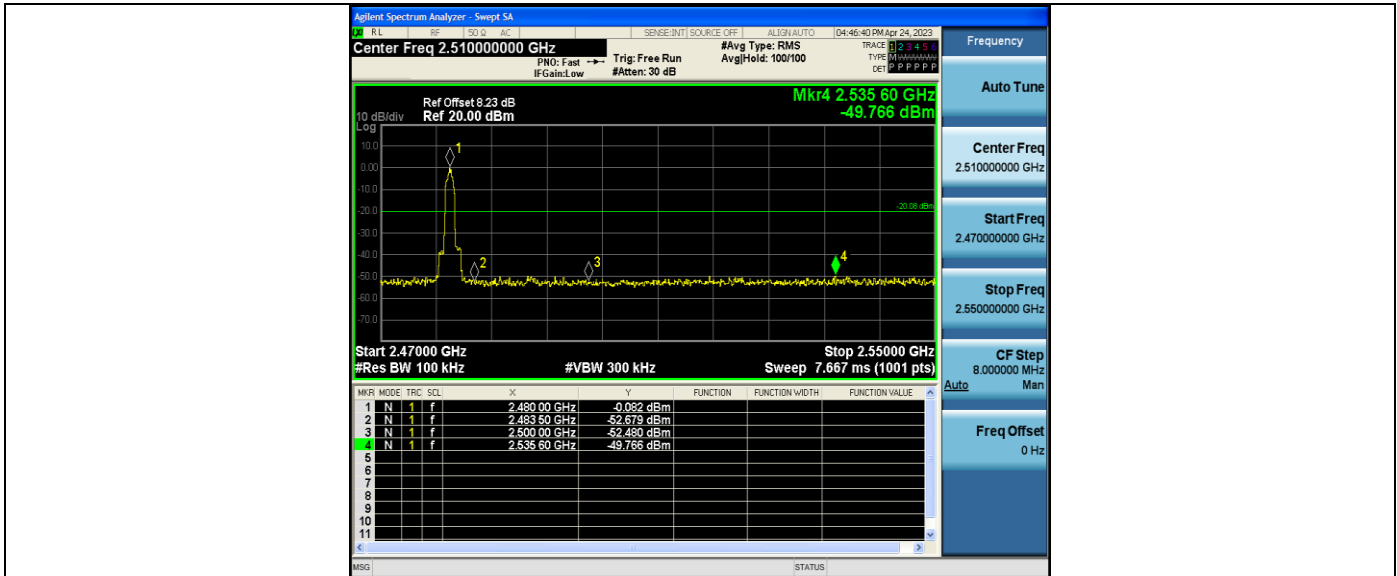 Agilent Spectrum Analyzer - Swept SA
RL RF 50 Ω AC SENSE:INT SOURCE OFF ALIGN AUTO 04:46:40 PM Apr 24, 2023
Center Freq 2.510000000 GHz
PNO: Fast
IFGain:Low
Trig: Free Run
#Atten: 30 dB
#Avg Type: RMS
Avg|Hold: 100/100
TRACE 1 2 3 4 5 6
TYPE M
DET P P P P P P
Ref Offset 8.23 dB
10 dB/div Ref 20.00 dBm
Log
Mkr4 2.535 60 GHz
-49.766 dBm
10.0
0.00
-10.0
-20.0
-30.0
-40.0
-50.0
-60.0
-70.0
1
2
3
4
-20.08 dBm
Start 2.47000 GHz Stop 2.55000 GHz
#Res BW 100 kHz #VBW 300 kHz Sweep 7.667 ms (1001 pts)
MKR MODE TRC SCL X Y FUNCTION FUNCTION WIDTH FUNCTION VALUE
1 N 1 f 2.480 00 GHz -0.082 dBm
2 N 1 f 2.483 50 GHz -52.679 dBm
3 N 1 f 2.500 00 GHz -52.480 dBm
4 N 1 f 2.535 60 GHz -49.766 dBm
5
6
7
8
9
10
11
MSG STATUS
Frequency
Auto Tune
Center Freq
2.510000000 GHz
Start Freq
2.470000000 GHz
Stop Freq
2.550000000 GHz
CF Step
8.000000 MHz
Auto Man
Freq Offset
0 Hz